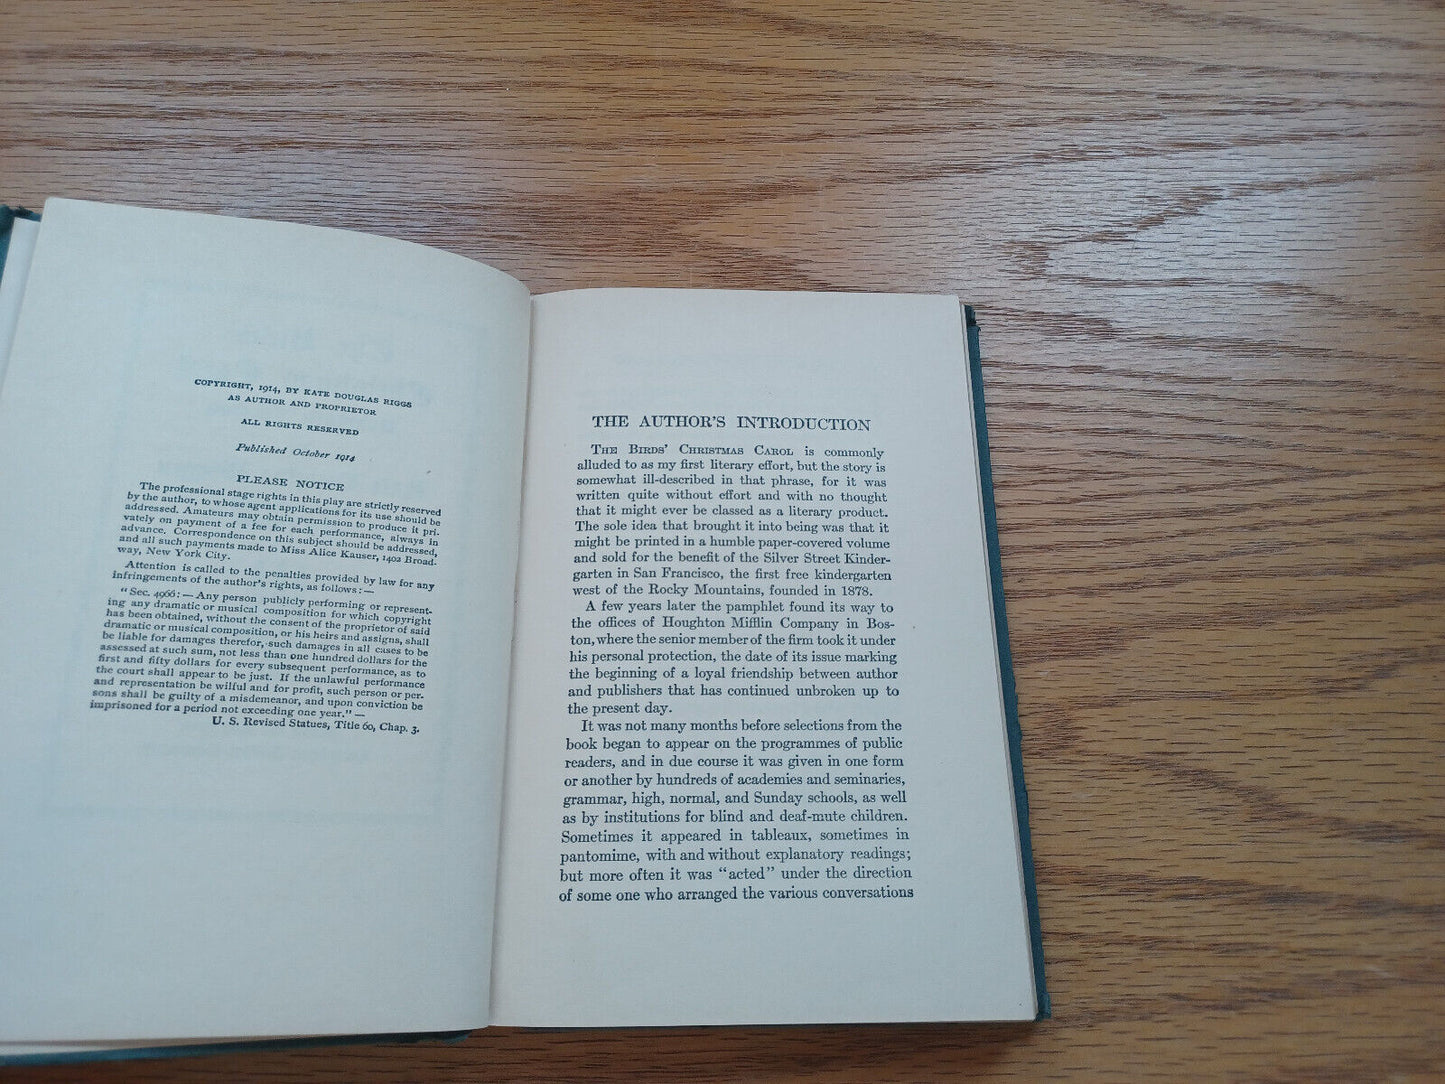 COPYRIGHT, 1914, BY KATE DOUGLAS RIGGS
AS AUTHOR AND PROPRIETOR
ALL RIGHTS RESERVED
Published October 1914
PLEASE NOTICE
The professional stage rights in this play are strictly reserved
by the author, to whose agent applications for its use should be
addressed. Amateurs may obtain permission to produce it pri-
vately on payment of a fee for each performance, always in
advance. Correspondence on this subject should be addressed,
and all such payments made to Miss Alice Kauser, 1402 Broad-
way, New York City.
Attention is called to the penalties provided by law for any
infringements of the author's rights, as follows:—
"Sec. 4966:— Any person publicly performing or represent-
ing any dramatic or musical composition for which copyright
has been obtained, without the consent of the proprietor of said
dramatic or musical composition, or his heirs and assigns, shall
be liable for damages therefor, such damages in all cases to be
assessed at such sum, not less than one hundred dollars for the
first and fifty dollars for every subsequent performance, as to
the court shall appear to be just. If the unlawful performance
and representation be wilful and for profit, such person or per-
sons shall be guilty of a misdemeanor, and upon conviction be
imprisoned for a period not exceeding one year."—
U. S. Revised Statues, Title 60, Chap. 3.
THE AUTHOR'S INTRODUCTION
THE BIRDS' CHRISTMAS CAROL is commonly
alluded to as my first literary effort, but the story is
somewhat ill-described in that phrase, for it was
written quite without effort and with no thought
that it might ever be classed as a literary product.
The sole idea that brought it into being was that it
might be printed in a humble paper-covered volume
and sold for the benefit of the Silver Street Kinder-
garten in San Francisco, the first free kindergarten
west of the Rocky Mountains, founded in 1878.
A few years later the pamphlet found its way to
the offices of Houghton Mifflin Company in Bos-
ton, where the senior member of the firm took it under
his personal protection, the date of its issue marking
the beginning of a loyal friendship between author
and publishers that has continued unbroken up to
the present day.
It was not many months before selections from the
book began to appear on the programmes of public
readers, and in due course it was given in one form
or another by hundreds of academies and seminaries,
grammar, high, normal, and Sunday schools, as well
as by institutions for blind and deaf-mute children.
Sometimes it appeared in tableaux, sometimes in
pantomime, with and without explanatory readings;
but more often it was "acted" under the direction
of some one who arranged the various conversations